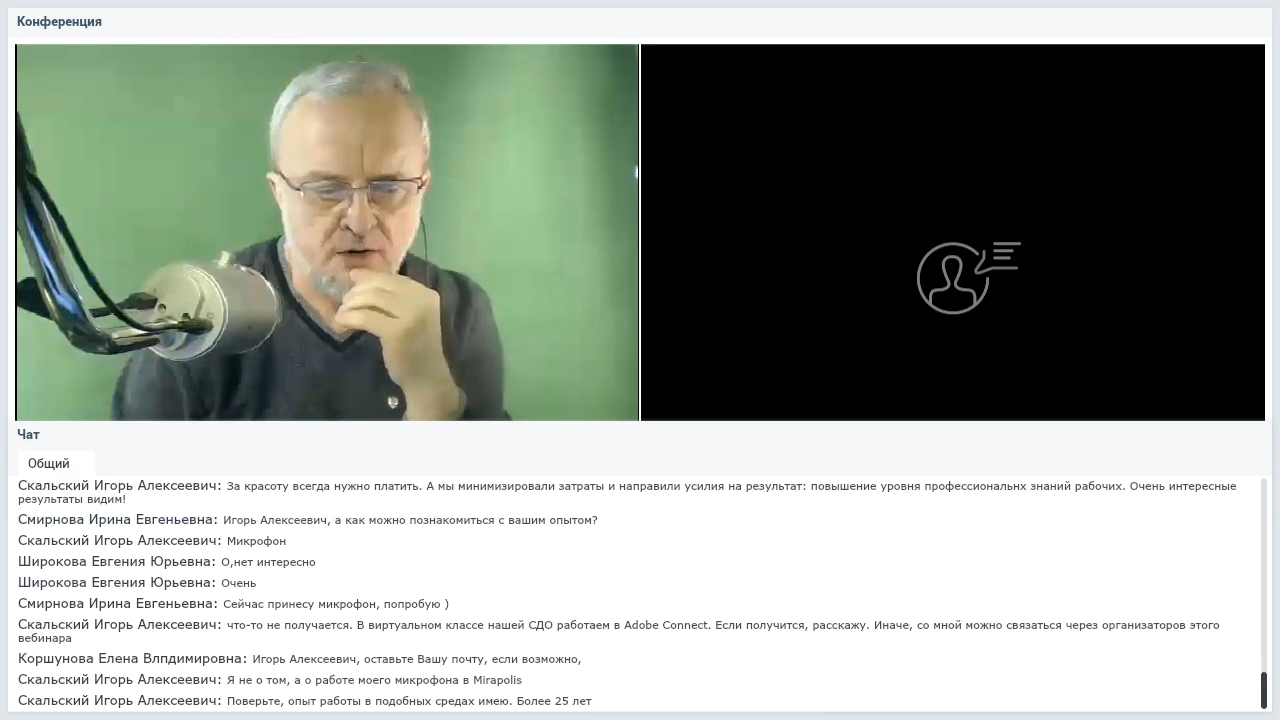 Конференция
Чат
Общий
Скальский Игорь Алексеевич: За красоту всегда нужно платить. А мы минимизировали затраты и направили усилия на результат: повышение уровня профессиональнх знаний рабочих. Очень интересные
результаты видим!
Смирнова Ирина Евгеньевна: Игорь Алексеевич, а как можно познакомиться с вашим опытом?
Скальский Игорь Алексеевич: Микрофон
Широкова Евгения Юрьевна: О,нет интересно
Широкова Евгения Юрьевна: Очень
Смирнова Ирина Евгеньевна: Сейчас принесу микрофон, попробую )
Скальский Игорь Алексеевич: что-то не получается. В виртуальном классе нашей СДО работаем в Adobe Connect. Если получится, расскажу. Иначе, со мной можно связаться через организаторов этого
вебинара
Коршунова Елена Влпдимировна: Игорь Алексеевич, оставьте Вашу почту, если возможно,
Скальский Игорь Алексеевич: Я не о том, а о работе моего микрофона в Mirapolis
Скальский Игорь Алексеевич: Поверьте, опыт работы в подобных средах имею. Более 25 лет